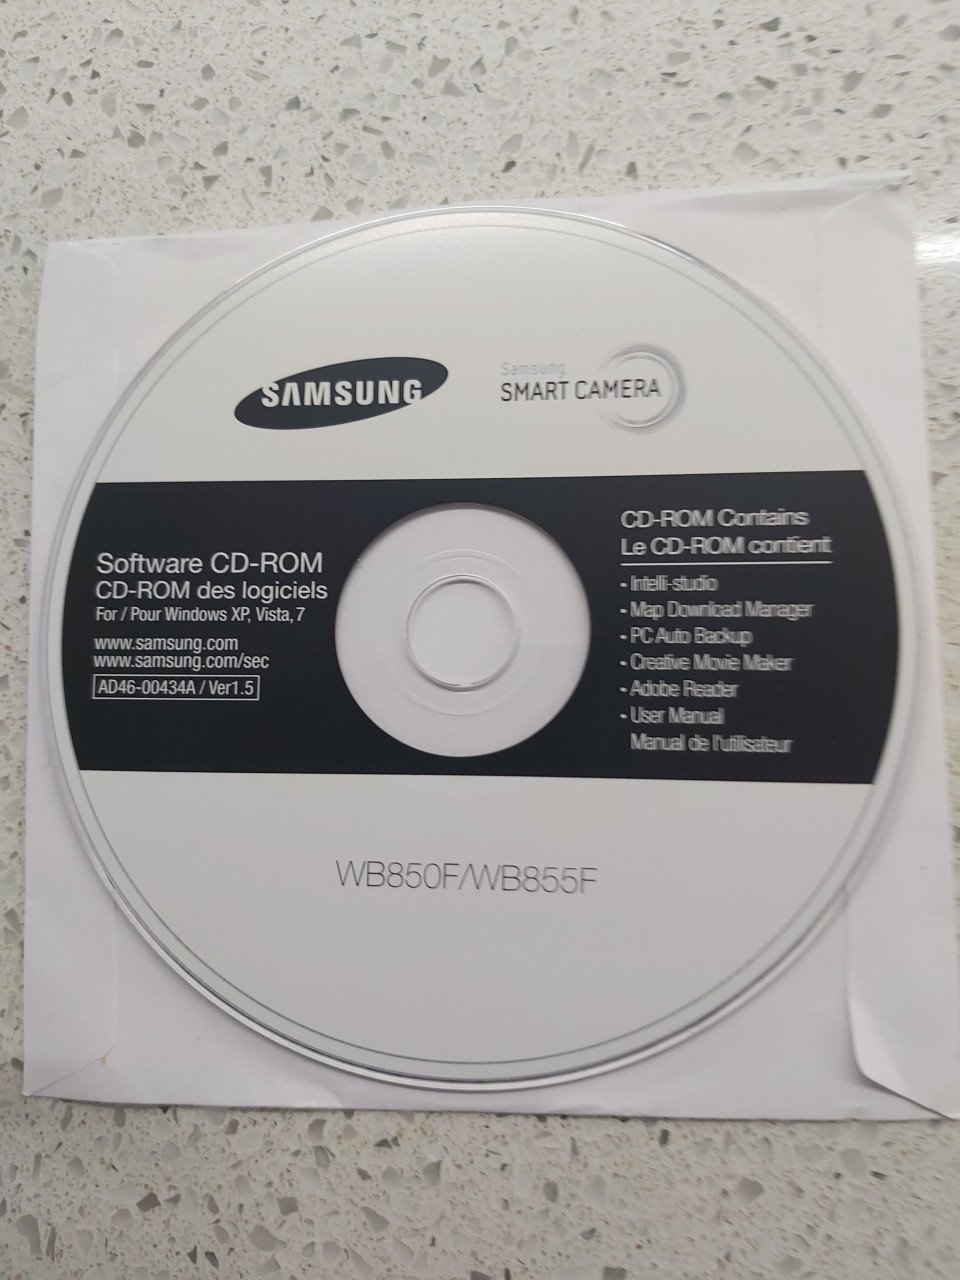 SAMSUNG
Samsung
SMART CAMERA
Software CD-ROM
CD-ROM des logiciels
For / Pour Windows XP, Vista, 7
www.samsung.com
www.samsung.com/sec
AD46-00434A / Ver1.5
CD-ROM Contains
Le CD-ROM contient
• Intelli-studio
• Map Download Manager
• PC Auto Backup
• Creative Movie Maker
• Adobe Reader
• User Manual
Manual de l'utilisateur
WB850F/WB855F